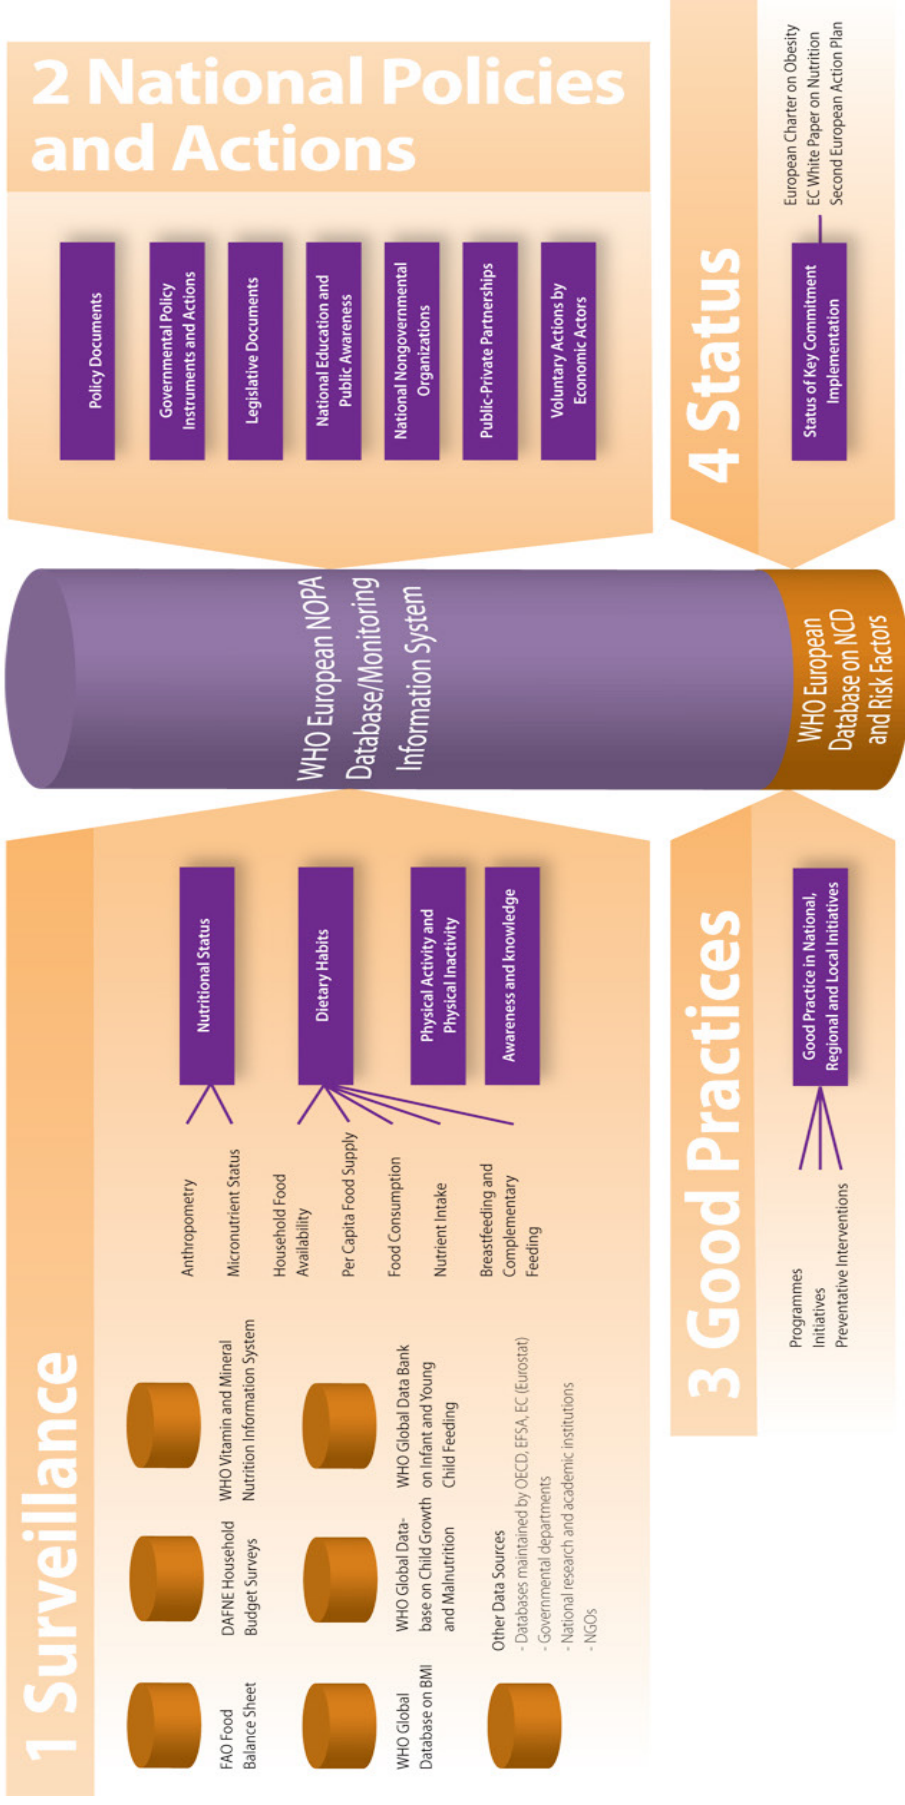 1 Surveillance
FAO Food
Balance Sheet
DAFNE Household
Budget Surveys
WHO Vitamin and Mineral
Nutrition Information System
WHO Global
Database on BMI
WHO Global Data-
base on Child Growth
and Malnutrition
WHO Global Data Bank
on Infant and Young
Child Feeding
Other Data Sources
- Databases maintained by OECD, EFSA, EC (Eurostat)
- Governmental departments
- National research and academic institutions
- NGOs
Anthropometry
Micronutrient Status
Household Food
Availability
Per Capita Food Supply
Food Consumption
Nutrient Intake
Breastfeeding and
Complementary
Feeding
Nutritional Status
Dietary Habits
Physical Activity and
Physical Inactivity
Awareness and knowledge
WHO European NOPA
Database/Monitoring
Information System
2 National Policies
and Actions
Policy Documents
Governmental Policy
Instruments and Actions
Legislative Documents
National Education and
Public Awareness
National Nongovernmental
Organizations
Public-Private Partnerships
Voluntary Actions by
Economic Actors
3 Good Practices
Programmes
Initiatives
Preventative Interventions
Good Practice in National,
Regional and Local Initiatives
WHO European
Database on NCD
and Risk Factors
4 Status
Status of Key Commitment
Implementation
European Charter on Obesity
EC White Paper on Nutrition
Second European Action Plan